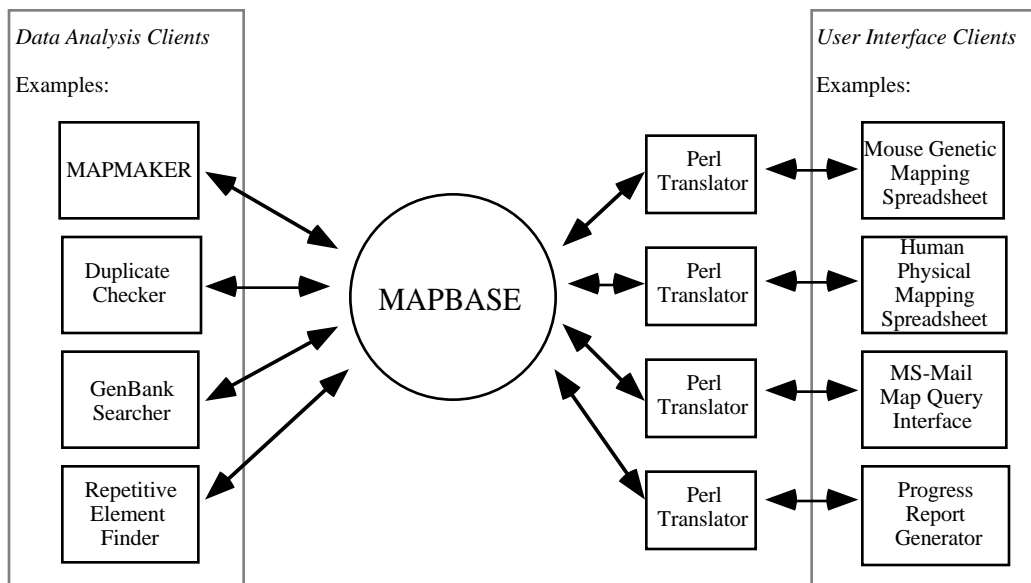 Data Analysis Clients
Examples:
MAPMAKER
Duplicate
Checker
GenBank
Searcher
Repetitive
Element
Finder
MAPBASE
Perl
Translator
Perl
Translator
Perl
Translator
Perl
Translator
User Interface Clients
Examples:
Mouse Genetic
Mapping
Spreadsheet
Human
Physical
Mapping
Spreadsheet
MS-Mail
Map Query
Interface
Progress
Report
Generator